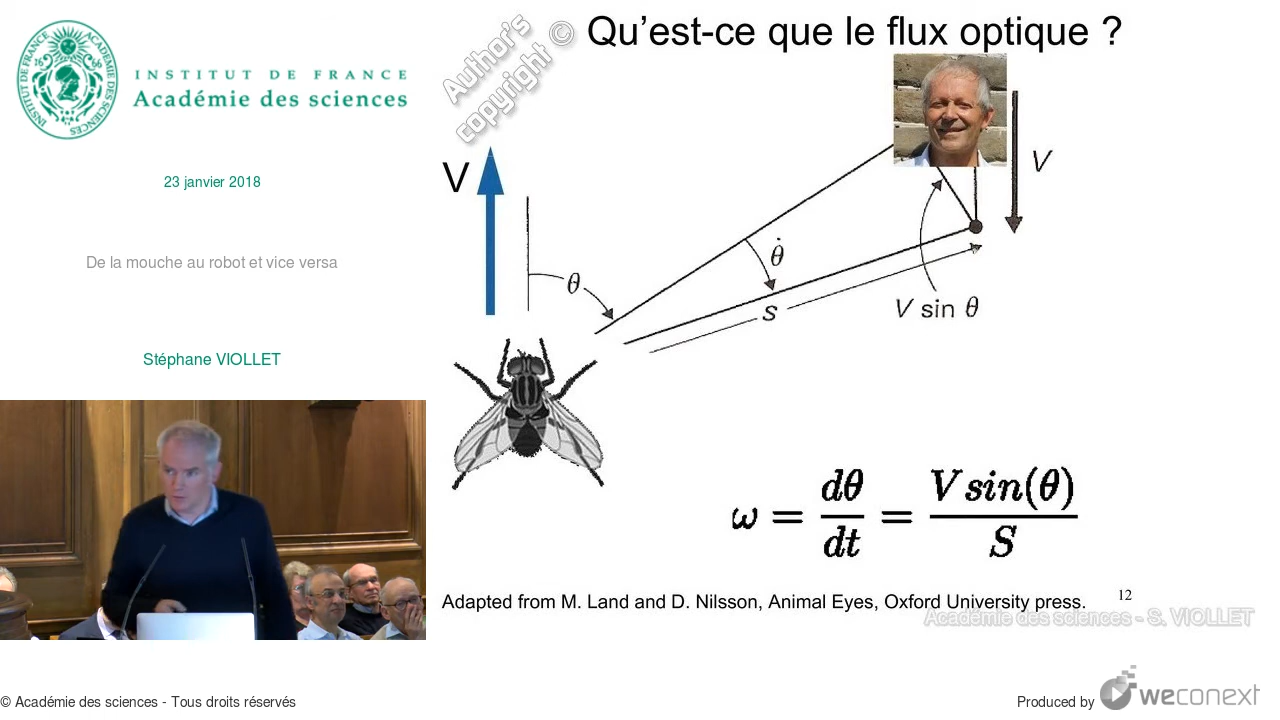 INSTITUT DE FRANCE
Académie des sciences
INSTITUT DE FRANCE ACADÉMIE DES SCIENCES
1666
23 janvier 2018
De la mouche au robot et vice versa
Stéphane VIOLLET
Author's copyright ©
Qu'est-ce que le flux optique ?
V
V
θ
θ̇
S
V sin θ
ω = dθ/dt = V sin(θ)/S
Adapted from M. Land and D. Nilsson, Animal Eyes, Oxford University press.
12
Académie des sciences - S. VIOLLET
© Académie des sciences - Tous droits réservés
Produced by weconext